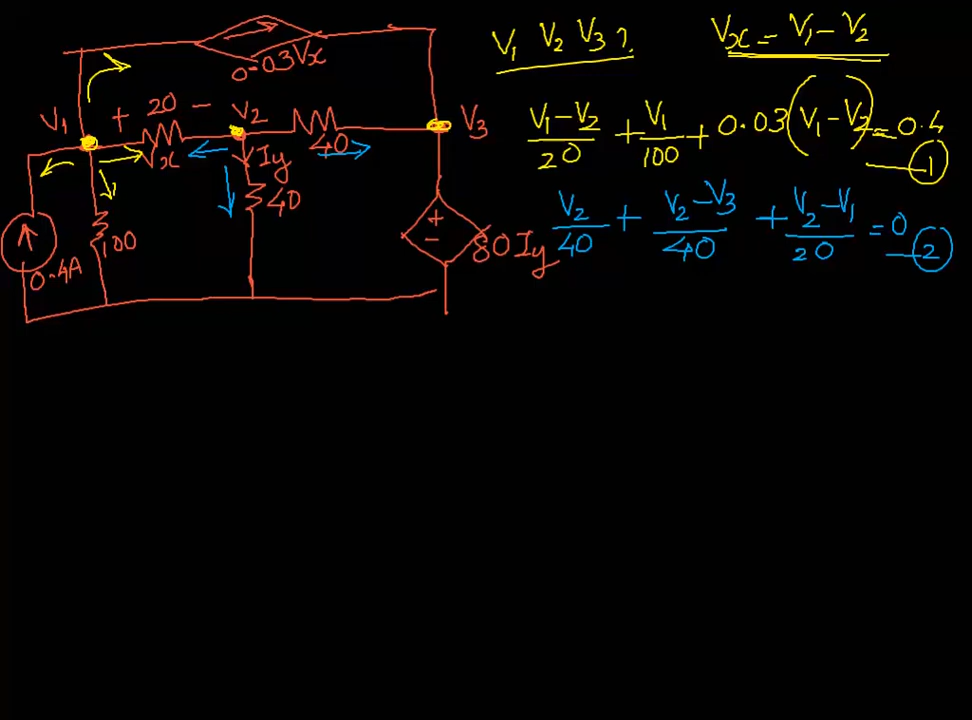 0.03Vx
V1 V2 V3 ?
Vx = V1 - V2
V1 + 20 - V2
40
V3
Vx
Iy
40
100
0.4A
+
-
80Iy
(V1-V2)/20 + V1/100 + 0.03(V1-V2) = 0.4 — 1
V2/40 + (V2-V3)/40 + (V2-V1)/20 = 0 — 2